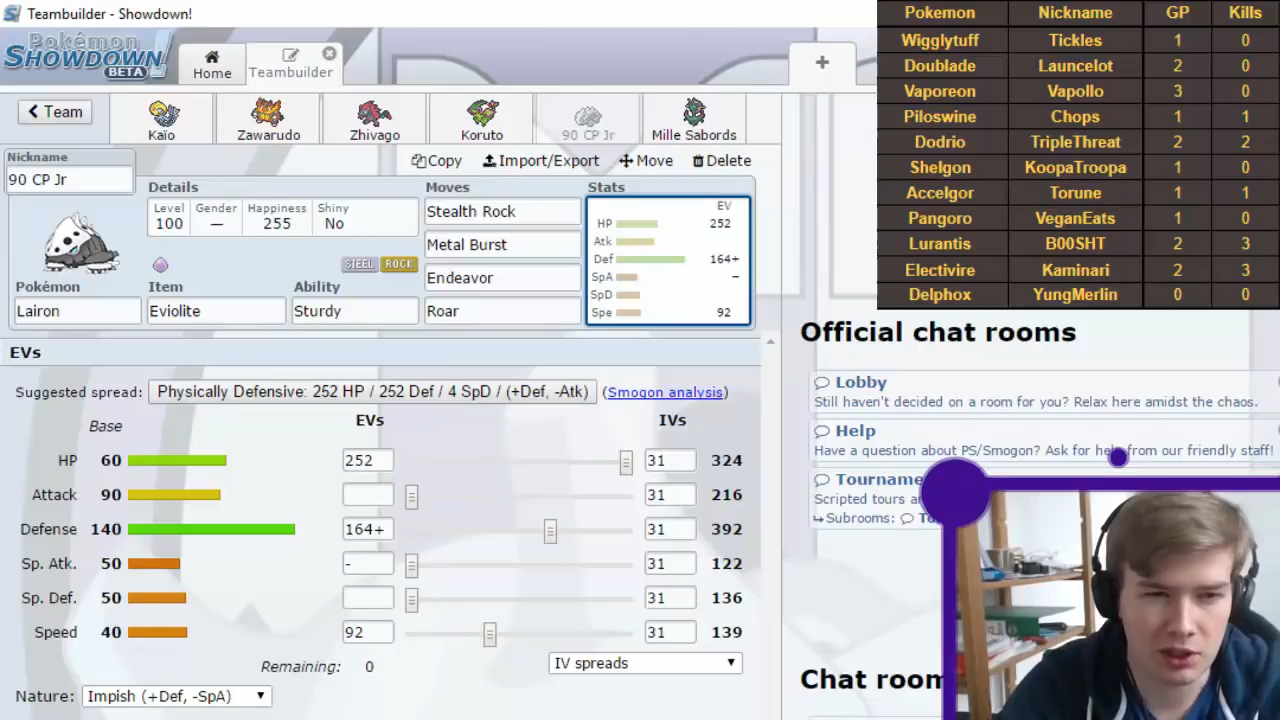 Teambuilder - Showdown!
Pokémon
SHOWDOWN!
BETA
Home
Teambuilder
+
Team
Kaïo
Zawarudo
Zhivago
Koruto
90 CP Jr
Mille Sabords
Nickname
90 CP Jr
Copy
Import/Export
Move
Delete
Details
Level
100
Gender
—
Happiness
255
Shiny
No
STEEL ROCK
Pokémon
Lairon
Item
Eviolite
Ability
Sturdy
Moves
Stealth Rock
Metal Burst
Endeavor
Roar
Stats
EV
HP 252
Atk
Def 164+
SpA –
SpD
Spe 92
EVs
Suggested spread: Physically Defensive: 252 HP / 252 Def / 4 SpD / (+Def, -Atk) (Smogon analysis)
Base EVs IVs
HP 60 252 31 324
Attack 90 31 216
Defense 140 164+ 31 392
Sp. Atk. 50 - 31 122
Sp. Def. 50 31 136
Speed 40 92 31 139
Remaining: 0
IV spreads
Nature: Impish (+Def, -SpA)
Pokemon Nickname GP Kills
Wigglytuff Tickles 1 0
Doublade Launcelot 2 0
Vaporeon Vapollo 3 0
Piloswine Chops 1 1
Dodrio TripleThreat 2 2
Shelgon KoopaTroopa 1 0
Accelgor Torune 1 1
Pangoro VeganEats 1 0
Lurantis B00SHT 2 3
Electivire Kaminari 2 3
Delphox YungMerlin 0 0
Official chat rooms
Lobby
Still haven't decided on a room for you? Relax here amidst the chaos.
Help
Have a question about PS/Smogon? Ask for help from our friendly staff!
Tourname
Scripted tours a
Subrooms:
Chat room